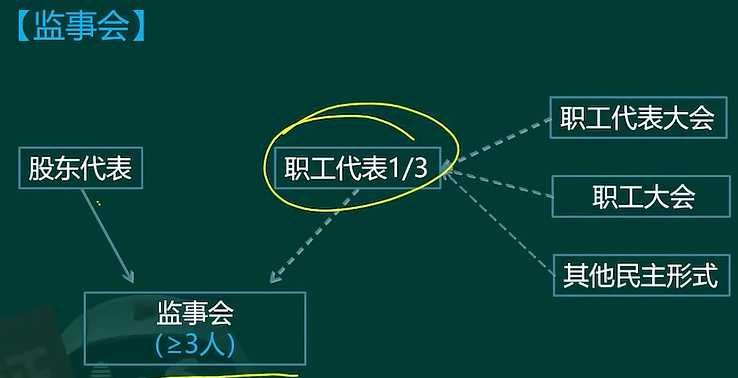 【监事会】
职工代表大会
股东代表
职工代表1/3
职工大会
其他民主形式
监事会
(≥3人)